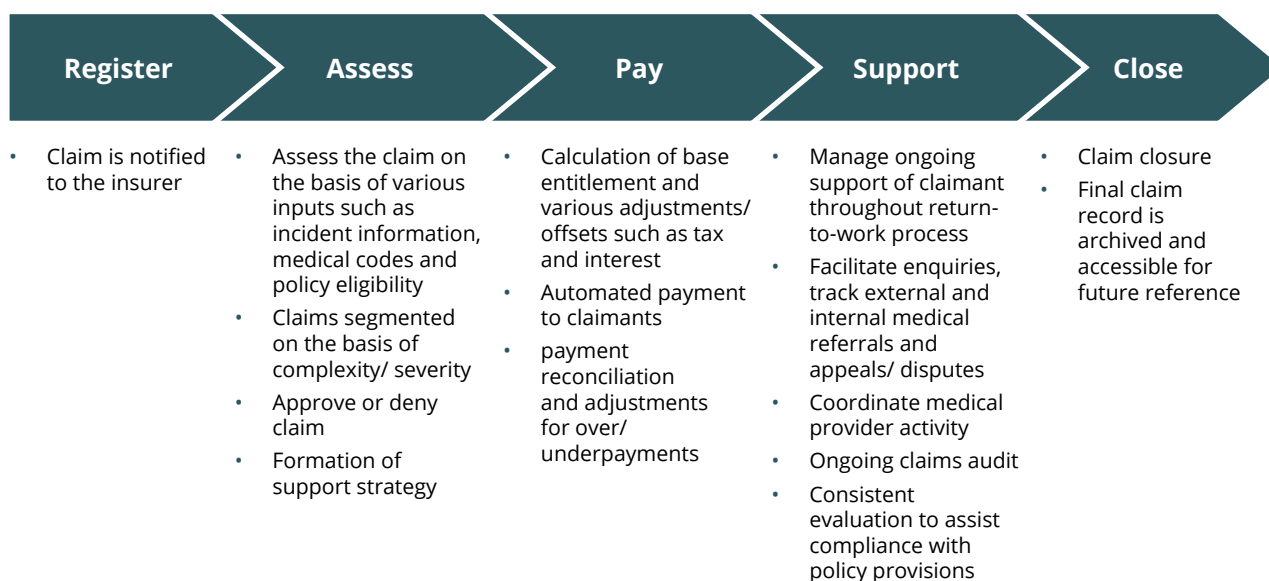 Register
Assess
Pay
Support
Close
• Claim is notified
to the insurer
• Assess the claim on
the basis of various
inputs such as
incident information,
medical codes and
policy eligibility
• Claims segmented
on the basis of
complexity/ severity
• Approve or deny
claim
• Formation of
support strategy
• Calculation of base
entitlement and
various adjustments/
offsets such as tax
and interest
• Automated payment
to claimants
• payment
reconciliation
and adjustments
for over/
underpayments
• Manage ongoing
support of claimant
throughout return-
to-work process
• Facilitate enquiries,
track external and
internal medical
referrals and
appeals/ disputes
• Coordinate medical
provider activity
• Ongoing claims audit
• Consistent
evaluation to assist
compliance with
policy provisions
• Claim closure
• Final claim
record is
archived and
accessible for
future reference